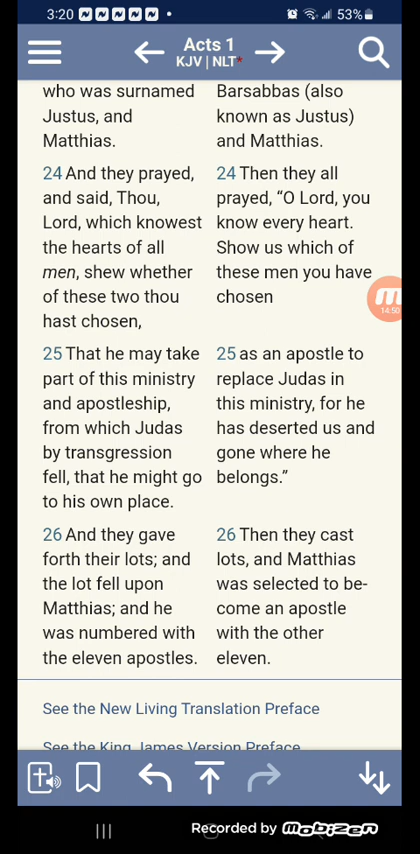 3:20
53%
Acts 1
KJV | NLT*
who was surnamed
Justus, and
Matthias.
24 And they prayed,
and said, Thou,
Lord, which knowest
the hearts of all
men, shew whether
of these two thou
hast chosen,
25 That he may take
part of this ministry
and apostleship,
from which Judas
by transgression
fell, that he might go
to his own place.
26 And they gave
forth their lots; and
the lot fell upon
Matthias; and he
was numbered with
the eleven apostles.
Barsabbas (also
known as Justus)
and Matthias.
24 Then they all
prayed, “O Lord, you
know every heart.
Show us which of
these men you have
chosen
25 as an apostle to
replace Judas in
this ministry, for he
has deserted us and
gone where he
belongs.”
26 Then they cast
lots, and Matthias
was selected to be-
come an apostle
with the other
eleven.
14:50
See the New Living Translation Preface
See the King James Version Preface
Recorded by mobizen